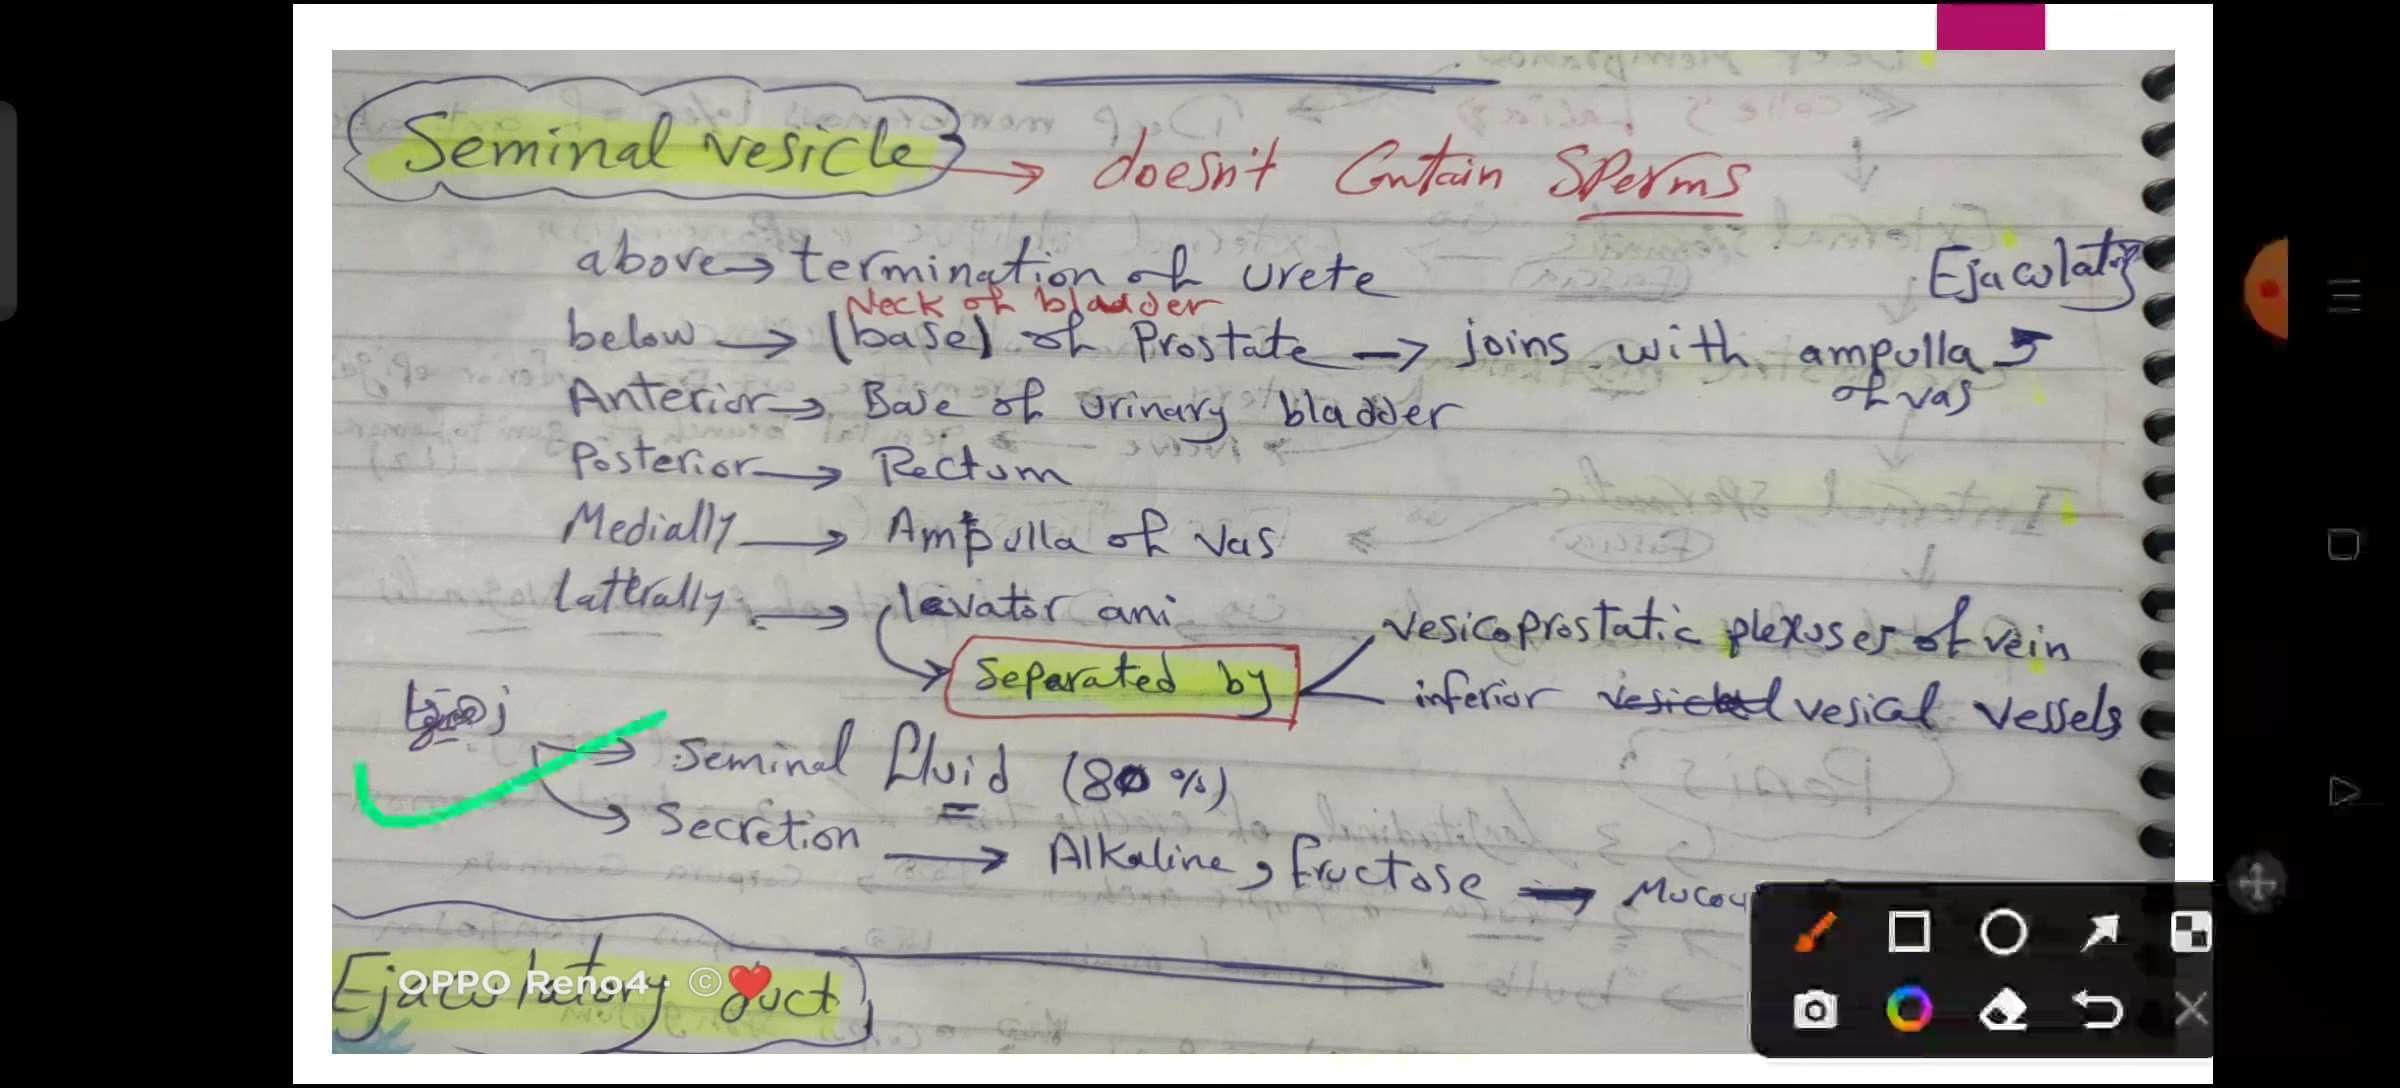 Seminal vesicle → doesn't Contain Sperms
above → termination of urete
Ejaculatory
Neck of bladder
below → (base) of Prostate → joins with ampulla
of vas
Anterior → Base of urinary bladder
Posterior → Rectum
Medially → Ampulla of vas
laterally → levator ani
Separated by
vesicoprostatic plexuses of vein
inferior vesical vessels
→ Seminal fluid (80 %)
→ Secretion → Alkaline, fructose → Mucou
Ejaculatory duct
OPPO Reno4 · ©❤️